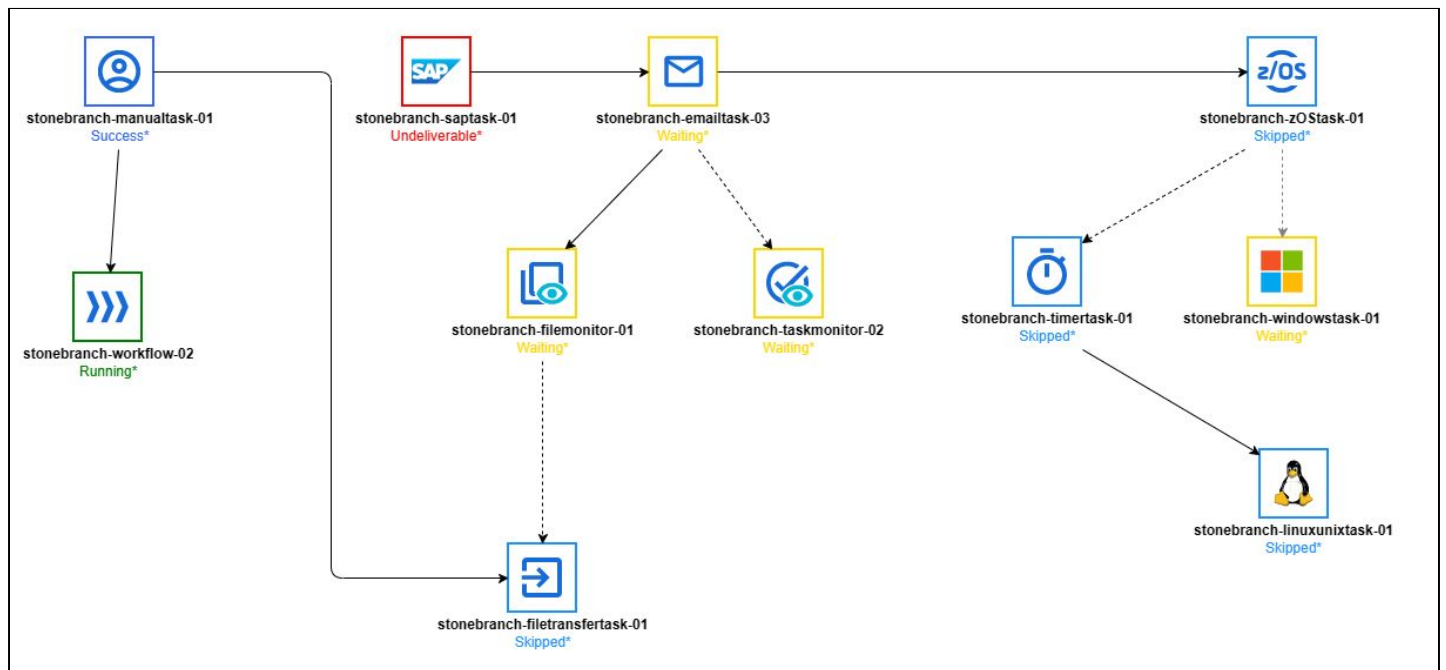 SAP
z/OS
stonebranch-manualtask-01
Success*
stonebranch-saptask-01
Undeliverable*
stonebranch-emailtask-03
Waiting*
stonebranch-zOStask-01
Skipped*
stonebranch-workflow-02
Running*
stonebranch-filemonitor-01
Waiting*
stonebranch-taskmonitor-02
Waiting*
stonebranch-timertask-01
Skipped*
stonebranch-windowstask-01
Waiting*
stonebranch-linuxunixtask-01
Skipped*
stonebranch-filetransfertask-01
Skipped*